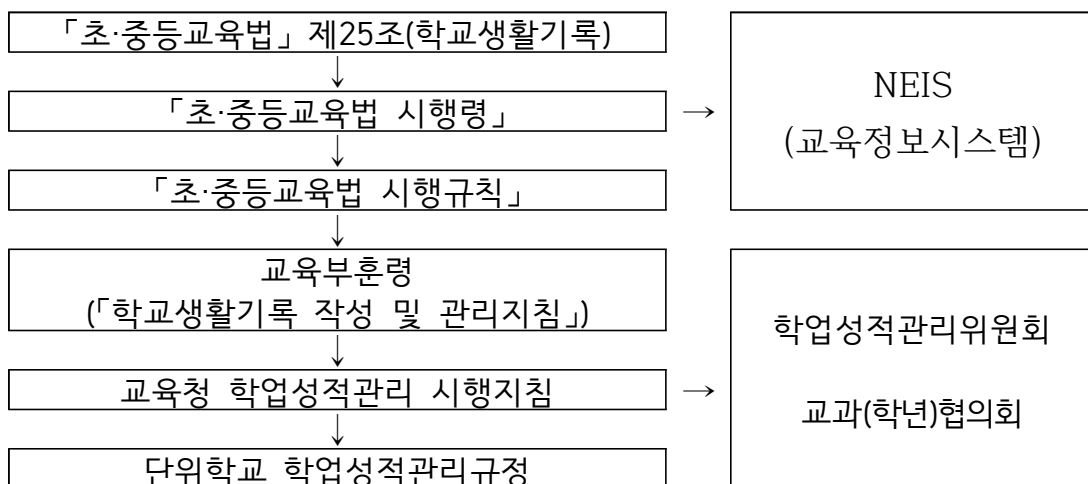 「초·중등교육법」 제25조(학교생활기록)
↓
「초·중등교육법 시행령」
→
NEIS
(교육정보시스템)
↓
「초·중등교육법 시행규칙」
↓
교육부훈령
(「학교생활기록 작성 및 관리지침」)
↓
교육청 학업성적관리 시행지침
→
학업성적관리위원회
교과(학년)협의회
↓
단위학교 학업성적관리규정